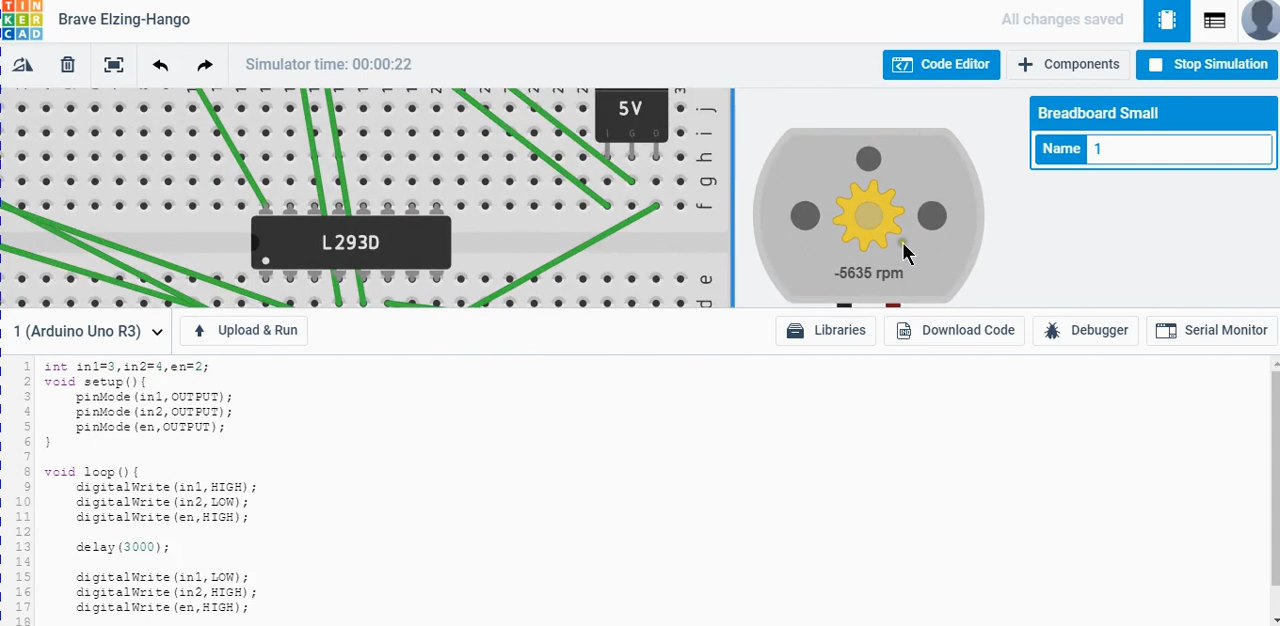 TIN
KER
CAD
Brave Elzing-Hango
All changes saved
Simulator time: 00:00:22
Code Editor
Components
Stop Simulation
5V
I G O
j
i
h
g
f
e
d
L293D
-5635 rpm
Breadboard Small
Name 1
1 (Arduino Uno R3)
Upload & Run
Libraries
Download Code
Debugger
Serial Monitor
1 int in1=3,in2=4,en=2;
2 void setup(){
3 pinMode(in1,OUTPUT);
4 pinMode(in2,OUTPUT);
5 pinMode(en,OUTPUT);
6 }
7
8 void loop(){
9 digitalWrite(in1,HIGH);
10 digitalWrite(in2,LOW);
11 digitalWrite(en,HIGH);
12
13 delay(3000);
14
15 digitalWrite(in1,LOW);
16 digitalWrite(in2,HIGH);
17 digitalWrite(en,HIGH);
18